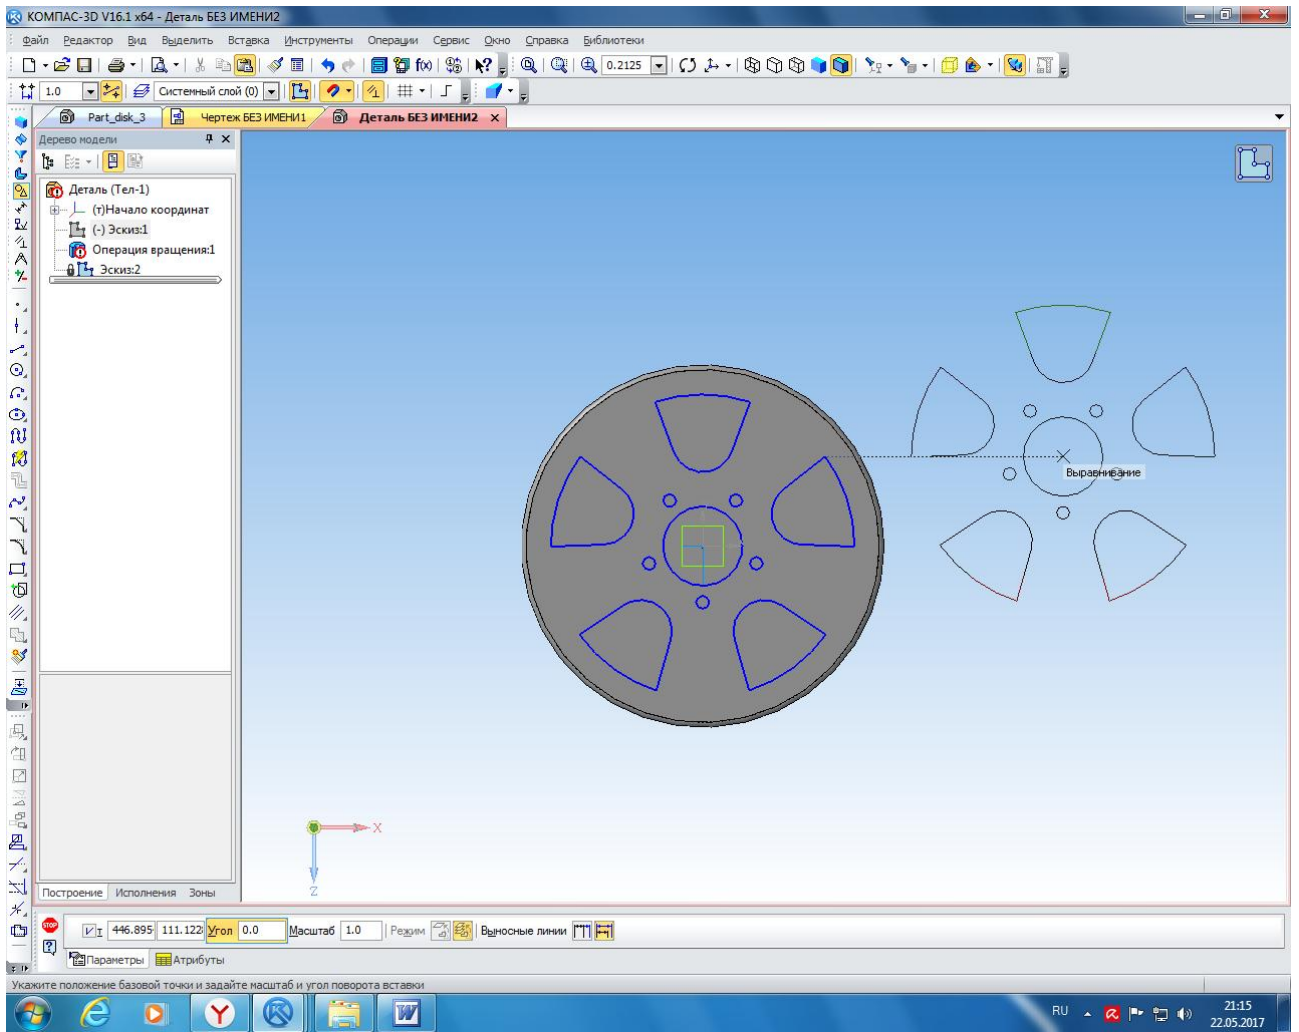 КОМПАС-3D V16.1 x64 - Деталь БЕЗ ИМЕНИ2
Файл Редактор Вид Выделить Вставка Инструменты Операции Сервис Окно Справка Библиотеки
0.2125
1.0 Системный слой (0)
Part_disk_3 Чертеж БЕЗ ИМЕНИ1 Деталь БЕЗ ИМЕНИ2
Дерево модели
Деталь (Тел-1)
(т)Начало координат
(-) Эскиз:1
Операция вращения:1
Эскиз:2
Выравнивание
X
Z
Построение Исполнения Зоны
т 446.895 111.122 Угол 0.0 Масштаб 1.0 Режим Выносные линии
Параметры Атрибуты
Укажите положение базовой точки и задайте масштаб и угол поворота вставки
RU 21:15
22.05.2017